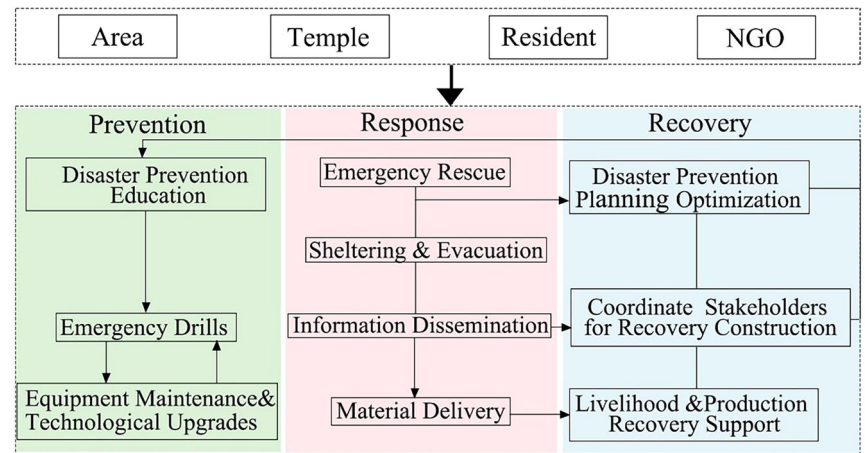 Area
Temple
Resident
NGO
Prevention
Response
Recovery
Disaster Prevention
Education
Emergency Drills
Equipment Maintenance&
Technological Upgrades
Emergency Rescue
Sheltering & Evacuation
Information Dissemination
Material Delivery
Disaster Prevention
Planning Optimization
Coordinate Stakeholders
for Recovery Construction
Livelihood &Production
Recovery Support